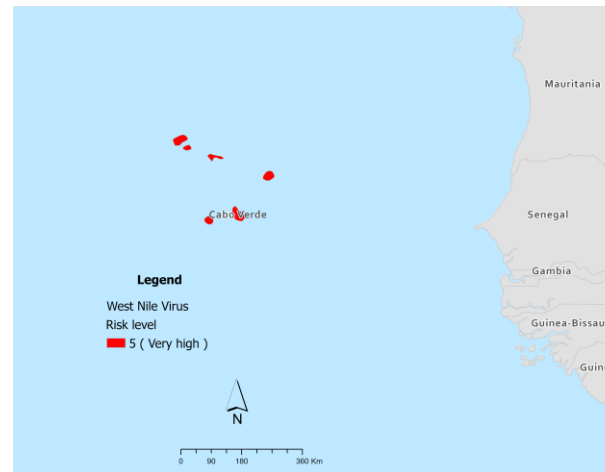 Mauritania
Cabo Verde
Senegal
Gambia
Guinea-Bissau
Guin
Legend
West Nile Virus
Risk level
5 ( Very high )
N
0 90 180 360 Km